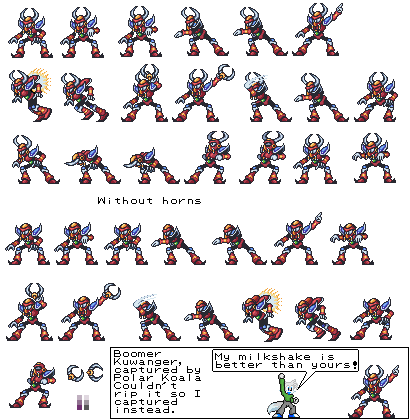 Without horns
Boomer
Kuwanger,
captured by
Polar Koala
Couldn't
rip it so I
captured
instead.
My milkshake is
better than yours!